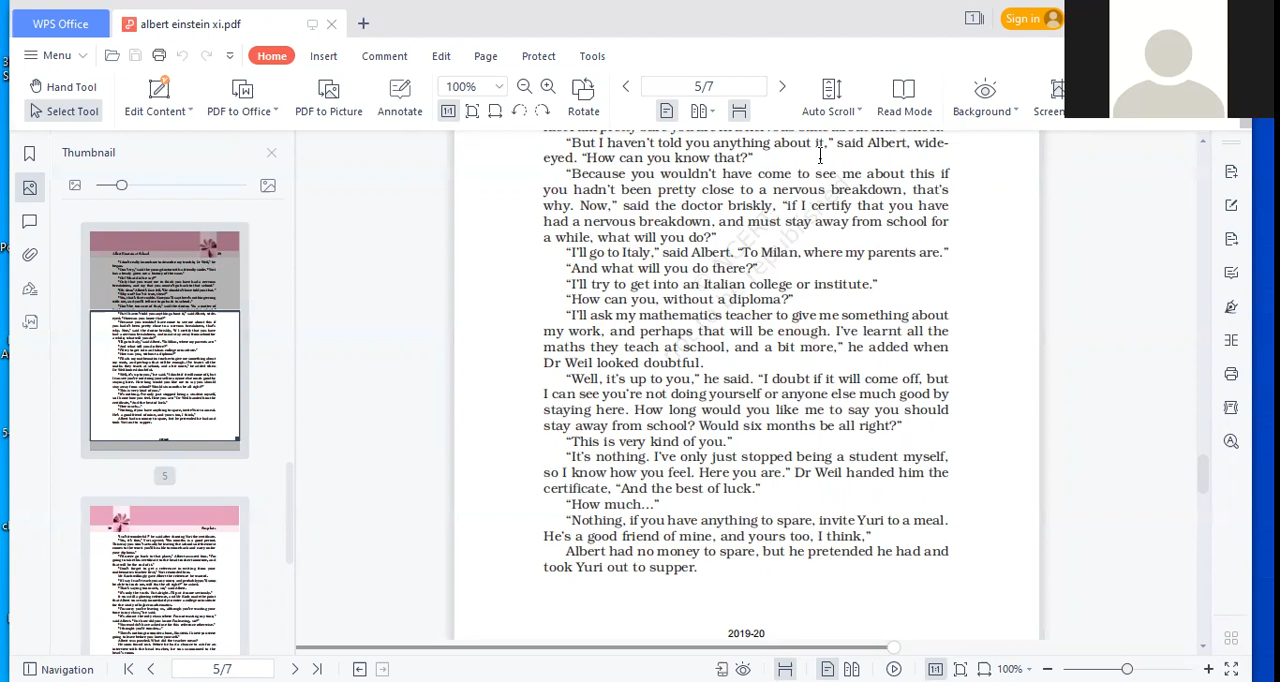 WPS Office
albert einstein xi.pdf
1
Sign in
Menu
Home
Insert
Comment
Edit
Page
Protect
Tools
Hand Tool
Select Tool
Edit Content
PDF to Office
PDF to Picture
Annotate
100%
Rotate
5/7
Auto Scroll
Read Mode
Background
Screen
Thumbnail
5
“But I haven’t told you anything about it,” said Albert, wide-
eyed. “How can you know that?”
“Because you wouldn’t have come to see me about this if
you hadn’t been pretty close to a nervous breakdown, that’s
why. Now,” said the doctor briskly, “if I certify that you have
had a nervous breakdown, and must stay away from school for
a while, what will you do?”
“I’ll go to Italy,” said Albert. “To Milan, where my parents are.”
“And what will you do there?”
“I’ll try to get into an Italian college or institute.”
“How can you, without a diploma?”
“I’ll ask my mathematics teacher to give me something about
my work, and perhaps that will be enough. I’ve learnt all the
maths they teach at school, and a bit more,” he added when
Dr Weil looked doubtful.
“Well, it’s up to you,” he said. “I doubt if it will come off, but
I can see you’re not doing yourself or anyone else much good by
staying here. How long would you like me to say you should
stay away from school? Would six months be all right?”
“This is very kind of you.”
“It’s nothing. I’ve only just stopped being a student myself,
so I know how you feel. Here you are.” Dr Weil handed him the
certificate, “And the best of luck.”
“How much...”
“Nothing, if you have anything to spare, invite Yuri to a meal.
He’s a good friend of mine, and yours too, I think,”
Albert had no money to spare, but he pretended he had and
took Yuri out to supper.
2019-20
Navigation
5/7
100%